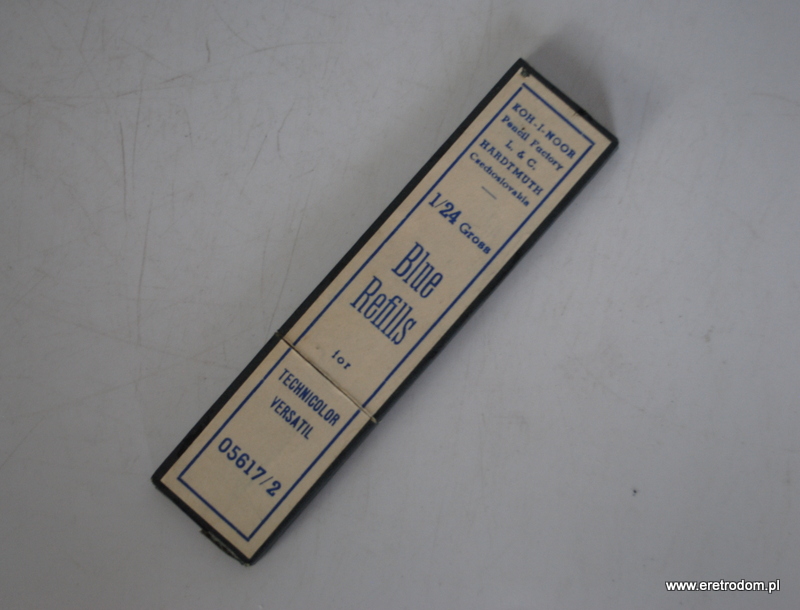 KOH-I-NOOR
Pencil Factory
L. & C.
HARDTMUTH
Czechoslovakia
1/24 Gross
Blue
Refills
for
TECHNICOLOR
VERSATIL
05617/2
www.eretrodom.pl